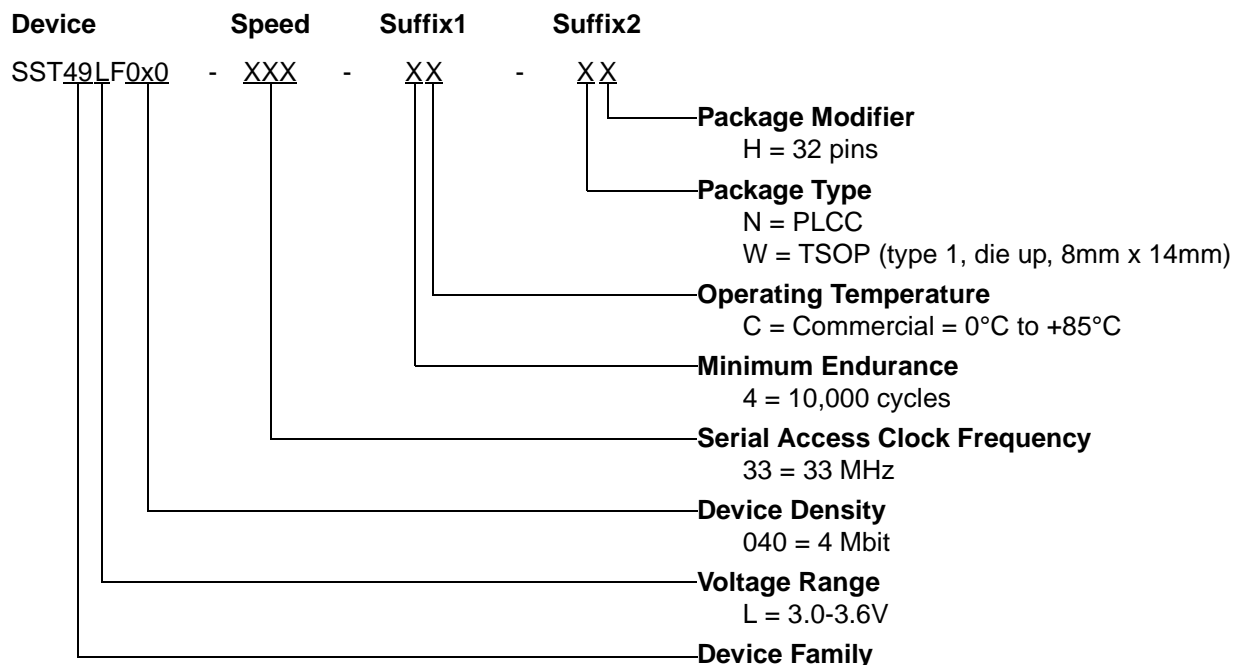 Device Speed Suffix1 Suffix2
SST49LF0x0 - XXX - XX - XX
Package Modifier
H = 32 pins
Package Type
N = PLCC
W = TSOP (type 1, die up, 8mm x 14mm)
Operating Temperature
C = Commercial = 0°C to +85°C
Minimum Endurance
4 = 10,000 cycles
Serial Access Clock Frequency
33 = 33 MHz
Device Density
040 = 4 Mbit
Voltage Range
L = 3.0-3.6V
Device Family